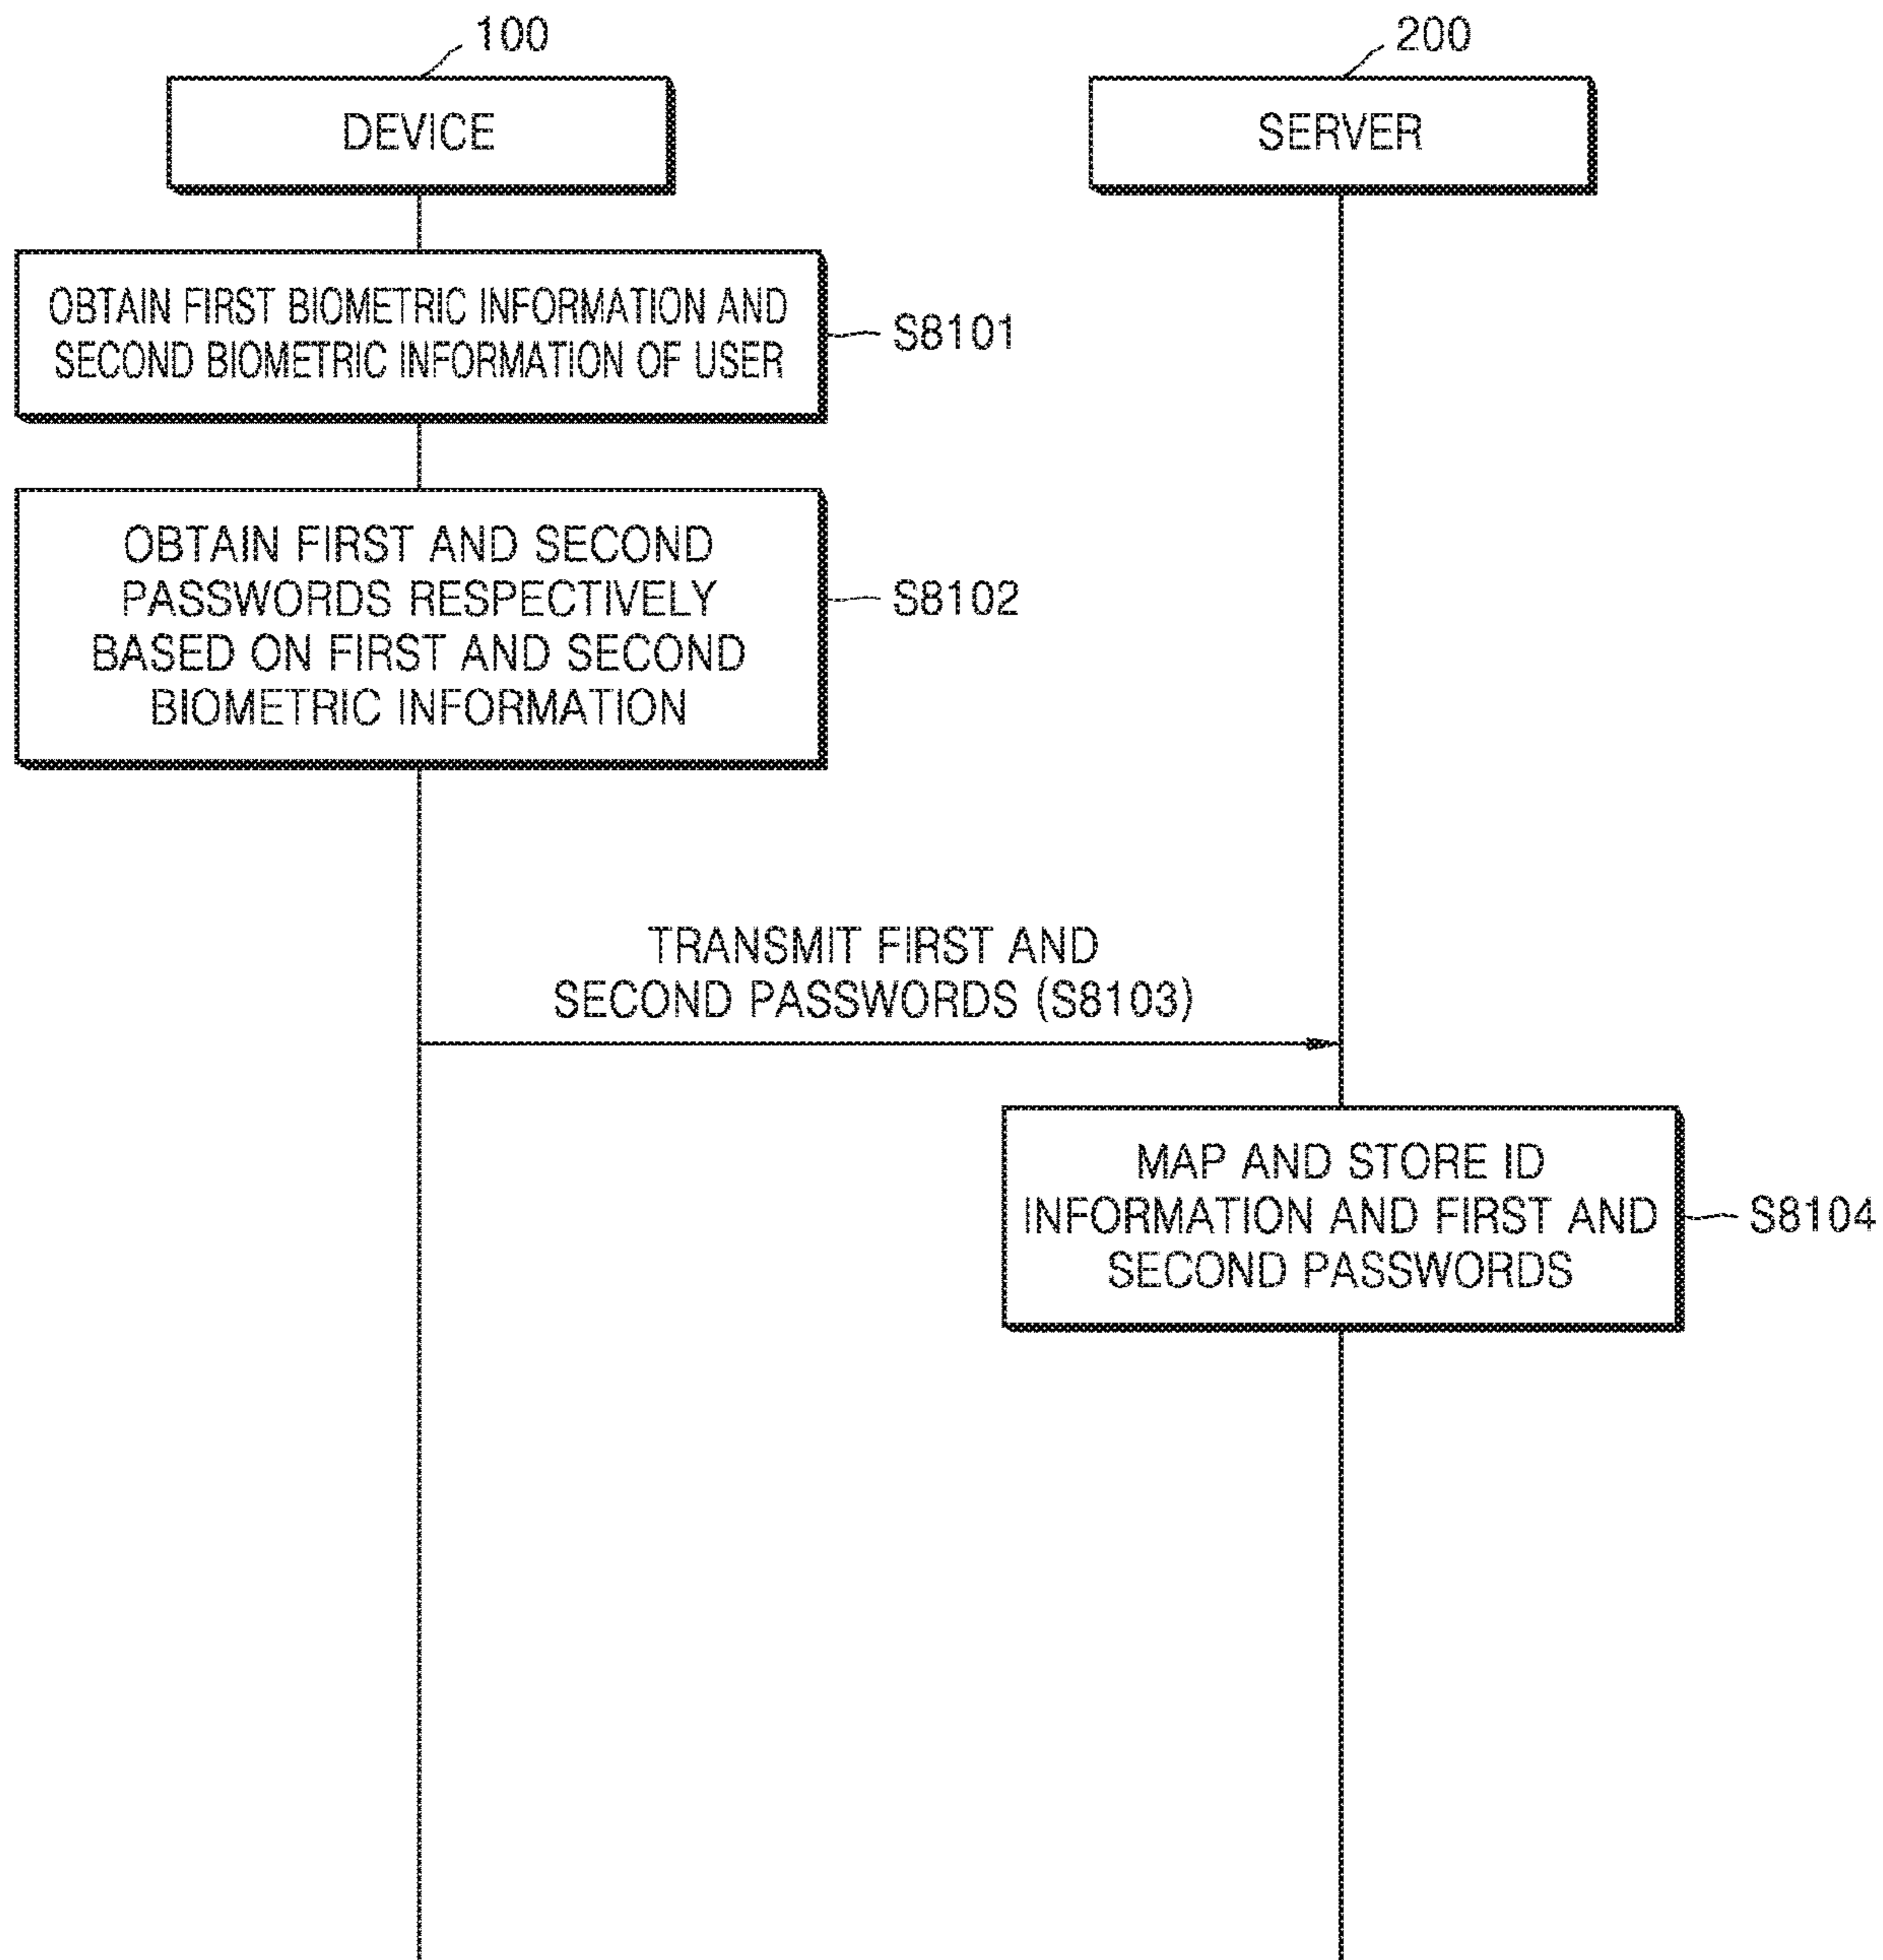 100
200
DEVICE
SERVER
OBTAIN FIRST BIOMETRIC INFORMATION AND
SECOND BIOMETRIC INFORMATION OF USER
S8101
OBTAIN FIRST AND SECOND
PASSWORDS RESPECTIVELY
BASED ON FIRST AND SECOND
BIOMETRIC INFORMATION
S8102
TRANSMIT FIRST AND
SECOND PASSWORDS (S8103)
MAP AND STORE ID
INFORMATION AND FIRST AND
SECOND PASSWORDS
S8104